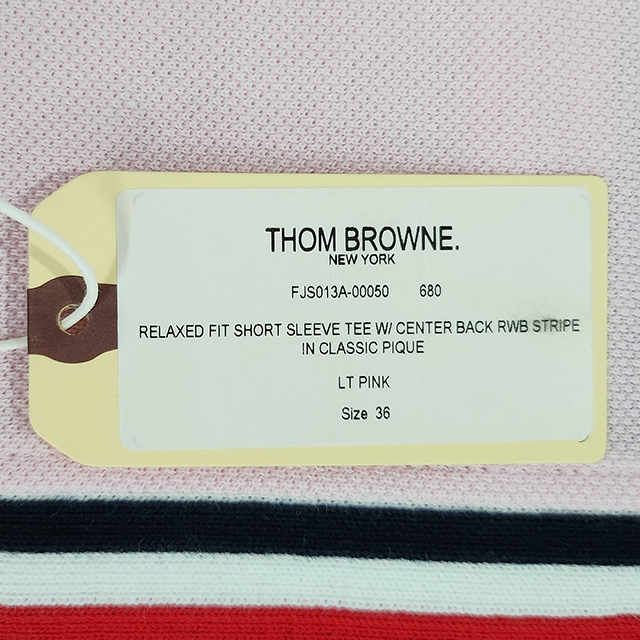 THOM BROWNE.
NEW YORK
FJS013A-00050 680
RELAXED FIT SHORT SLEEVE TEE W/ CENTER BACK RWB STRIPE
IN CLASSIC PIQUE
LT PINK
Size 36